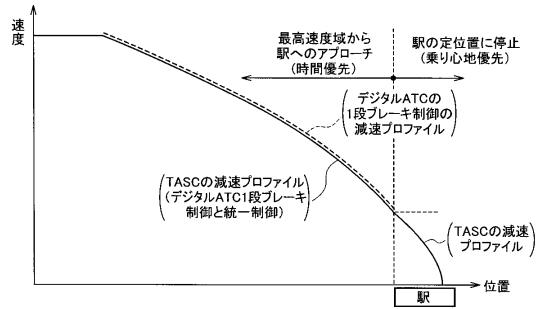 速
度
最高速度域から
駅へのアプローチ
(時間優先)
駅の定位置に停止
(乗り心地優先)
デジタルATCの
1段ブレーキ制御の
減速プロファイル
TASCの減速プロファイル
(デジタルATC1段ブレーキ
制御と統一制御)
TASCの減速
プロファイル
位置
駅